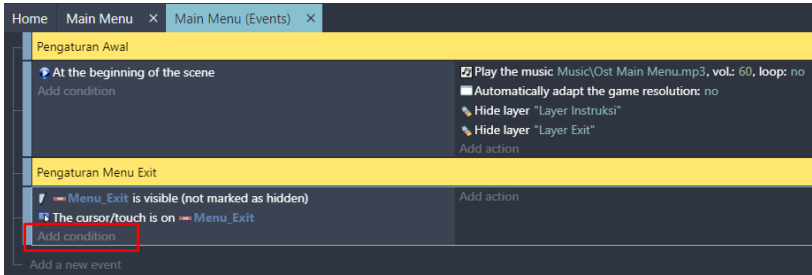 Home Main Menu × Main Menu (Events) ×
Pengaturan Awal
At the beginning of the scene
Add condition
Play the music Music\Ost Main Menu.mp3, vol.: 60, loop: no
Automatically adapt the game resolution: no
Hide layer "Layer Instruksi"
Hide layer "Layer Exit"
Add action
Pengaturan Menu Exit
Menu_Exit is visible (not marked as hidden)
The cursor/touch is on Menu_Exit
Add condition
Add action
Add a new event